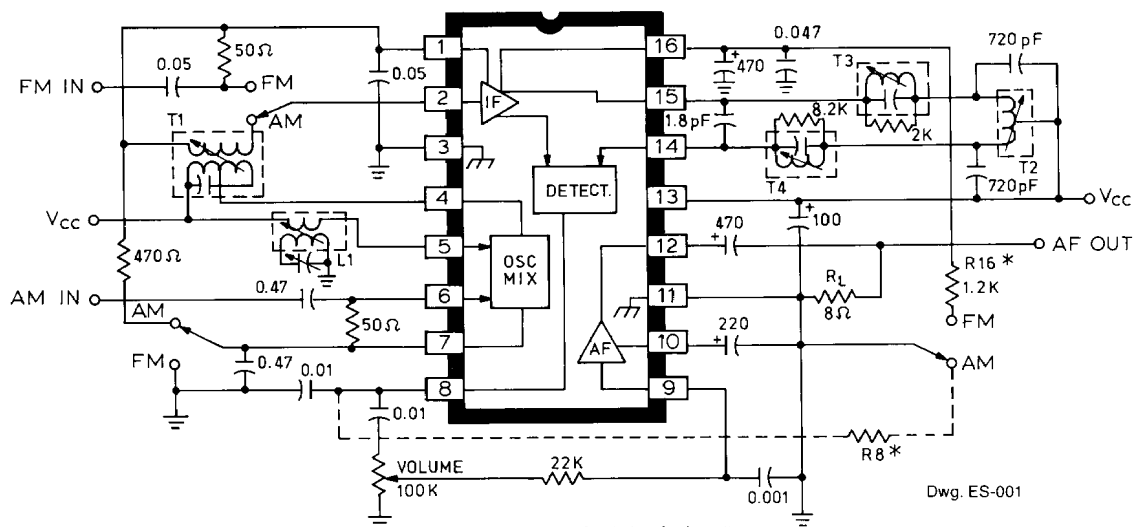 FM IN
0.05
50Ω
FM
AM
T1
VCC
470Ω
AM IN
AM
FM
L1
0.47
50Ω
0.47
0.01
0.01
VOLUME
100K
22K
0.001
0.05
1
2
3
4
5
6
7
8
16
15
14
13
12
11
10
9
IF
DETECT.
OSC
MIX
AF
+
470
0.047
1.8pF
8.2K
T3
2K
T4
720pF
T2
720pF
VCC
+
100
470
+
AF OUT
RL
8Ω
220
+
R16*
1.2K
FM
AM
R8*
Dwg. ES-001